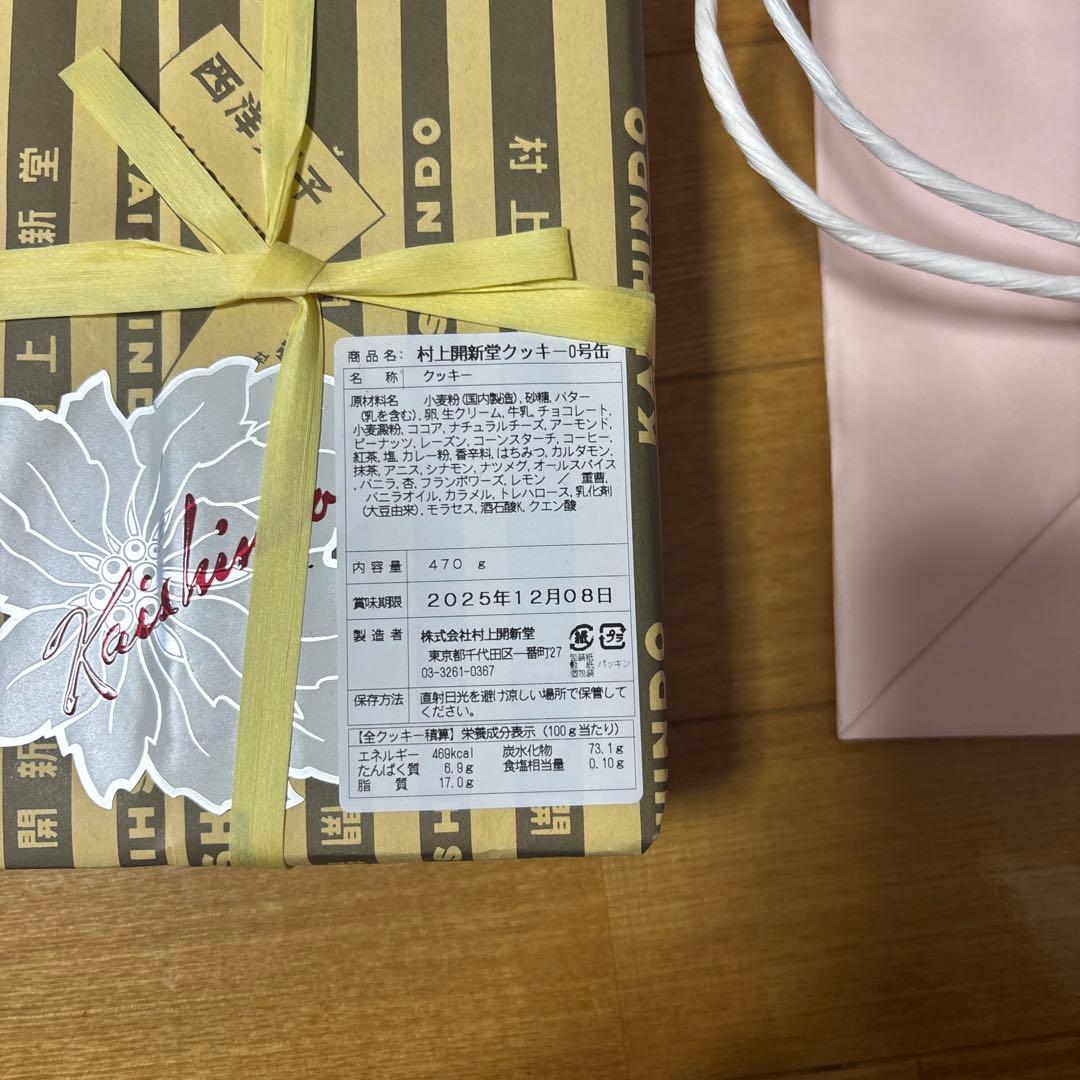 西洋菓子
村上
KAISHINDO
Kaishindo
商品名: 村上開新堂クッキー0号缶
名 称 クッキー
原材料名 小麦粉(国内製造), 砂糖, バター
(乳を含む), 卵, 生クリーム, 牛乳, チョコレート,
小麦澱粉, ココア, ナチュラルチーズ, アーモンド,
ピーナッツ, レーズン, コーンスターチ, コーヒー,
紅茶, 塩, カレー粉, 香辛料, はちみつ, カルダモン,
抹茶, アニス, シナモン, ナツメグ, オールスパイス
, バニラ, 杏, フランボワーズ, レモン / 重曹,
バニラオイル, カラメル, トレハロース, 乳化剤
(大豆由来), モラセス, 酒石酸K, クエン酸
内容量 470 g
賞味期限 2025年12月08日
製造者 株式会社村上開新堂
東京都千代田区一番町27
03-3261-0367
紙 プラ
包装紙
敷 紙 パッキン
個包装
保存方法 直射日光を避け涼しい場所で保管して
ください。
【全クッキー積算】栄養成分表示(100g当たり)
エネルギー 469kcal 炭水化物 73.1g
たんぱく質 6.9g 食塩相当量 0.10g
脂 質 17.0g